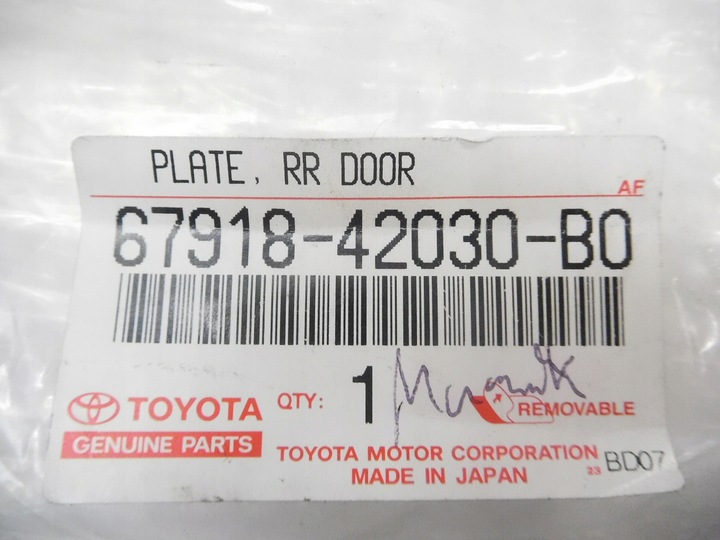 PLATE, RR DOOR
AF
67918-42030-B0
TOYOTA QTY: 1
REMOVABLE
GENUINE PARTS
TOYOTA MOTOR CORPORATION
MADE IN JAPAN 23 BD07